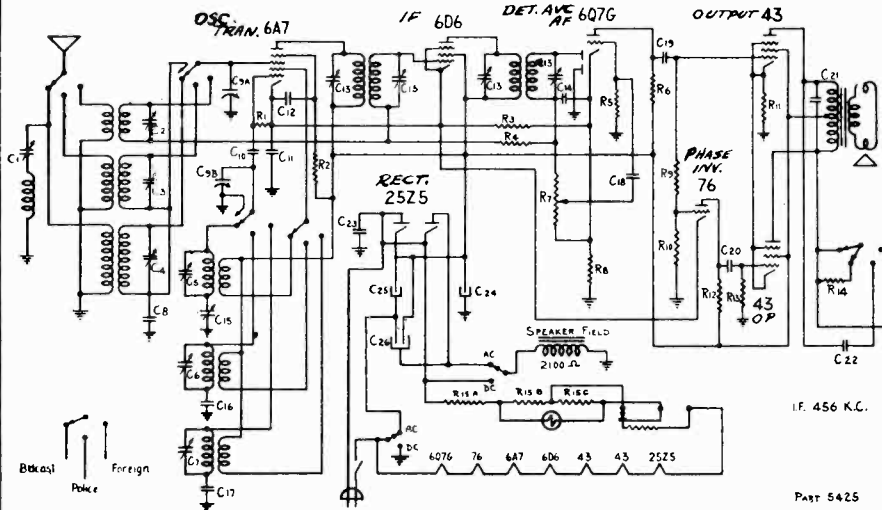 OSC. TRAN. 6A7
IF 6D6
DET. AVC AF 6Q7G
OUTPUT 43
C1
C2
C3
C4
C8
C9A
R1
C12
C10
C11
C9B
R2
C13
C13
C13
C13
C14
R3
R4
R5
R6
C19
R11
C21
RECT.
25Z5
C23
C25
C26
C24
R7
C18
R8
R9
R10
PHASE INV. 76
R12
C20
R13
43 OP
R14
C22
C5
C15
C6
C16
C7
C17
SPEAKER FIELD
2100 Ω
AC
DC
R15A
R15B
R15C
AC
DC
6Q7G 76 6A7 6D6 43 43 25Z5
I.F. 456 K.C.
Bdcast
Police
Foreign
PART 5425